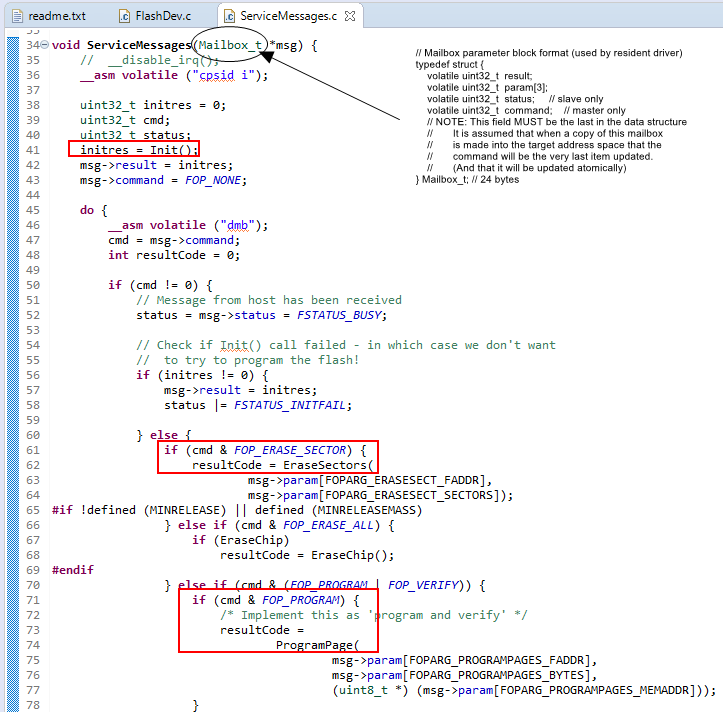 readme.txt
FlashDev.c
ServiceMessages.c
34 void ServiceMessages(Mailbox_t *msg) {
35 // __disable_irq();
36 __asm volatile ("cpsid i");
37
38 uint32_t initres = 0;
39 uint32_t cmd;
40 uint32_t status;
41 initres = Init();
42 msg->result = initres;
43 msg->command = FOP_NONE;
44
45 do {
46 __asm volatile ("dmb");
47 cmd = msg->command;
48 int resultCode = 0;
49
50 if (cmd != 0) {
51 // Message from host has been received
52 status = msg->status = FSTATUS_BUSY;
53
54 // Check if Init() call failed - in which case we don't want
55 // to try to program the flash!
56 if (initres != 0) {
57 msg->result = initres;
58 status |= FSTATUS_INITFAIL;
59
60 } else {
61 if (cmd & FOP_ERASE_SECTOR) {
62 resultCode = EraseSectors(
63 msg->param[FOPARG_ERASESECT_FADDR],
64 msg->param[FOPARG_ERASESECT_SECTORS]);
65 #if !defined (MINRELEASE) || defined (MINRELEASEMASS)
66 } else if (cmd & FOP_ERASE_ALL) {
67 if (EraseChip)
68 resultCode = EraseChip();
69 #endif
70 } else if (cmd & (FOP_PROGRAM | FOP_VERIFY)) {
71 if (cmd & FOP_PROGRAM) {
72 /* Implement this as 'program and verify' */
73 resultCode =
74 ProgramPage(
75 msg->param[FOPARG_PROGRAMPAGES_FADDR],
76 msg->param[FOPARG_PROGRAMPAGES_BYTES],
77 (uint8_t *) (msg->param[FOPARG_PROGRAMPAGES_MEMADDR]));
78 }
// Mailbox parameter block format (used by resident driver)
typedef struct {
volatile uint32_t result;
volatile uint32_t param[3];
volatile uint32_t status; // slave only
volatile uint32_t command; // master only
// NOTE: This field MUST be the last in the data structure
// It is assumed that when a copy of this mailbox
// is made into the target address space that the
// command will be the very last item updated.
// (And that it will be updated atomically)
} Mailbox_t; // 24 bytes